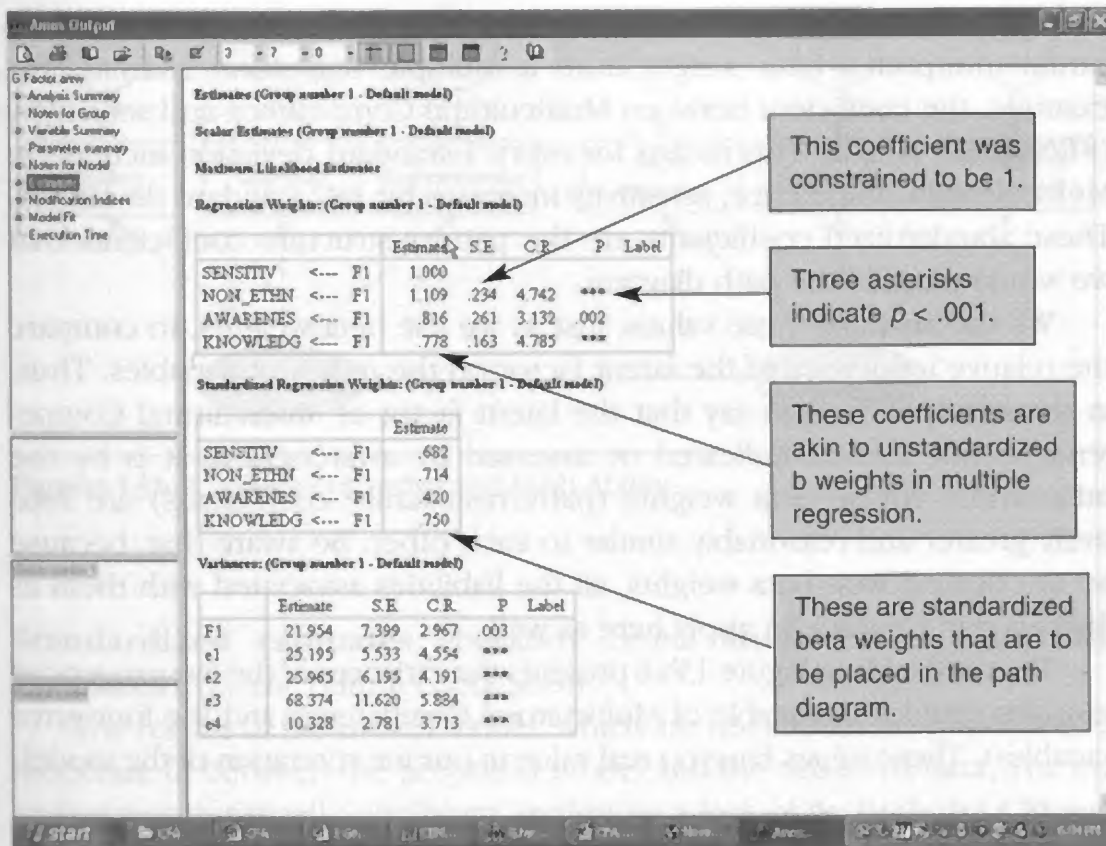 Amos Output
3 7 0
G Factor.amw
Analysis Summary
Notes for Group
Variable Summary
Parameter summary
Notes for Model
Estimates
Modification Indices
Model Fit
Execution Time
Estimates (Group number 1 - Default model)
Scalar Estimates (Group number 1 - Default model)
Maximum Likelihood Estimates
Regression Weights: (Group number 1 - Default model)
Estimate S.E. C.R. P Label
SENSITIV <--- F1 1.000
NON_ETHN <--- F1 1.109 .234 4.742 ***
AWARENES <--- F1 .816 .261 3.132 .002
KNOWLEDG <--- F1 .778 .163 4.785 ***
Standardized Regression Weights: (Group number 1 - Default model)
Estimate
SENSITIV <--- F1 .682
NON_ETHN <--- F1 .714
AWARENES <--- F1 .420
KNOWLEDG <--- F1 .750
Variances: (Group number 1 - Default model)
Estimate S.E. C.R. P Label
F1 21.954 7.399 2.967 .003
e1 25.195 5.533 4.554 ***
e2 25.965 6.195 4.191 ***
e3 68.374 11.620 5.884 ***
e4 10.328 2.781 3.713 ***
This coefficient was
constrained to be 1.
Three asterisks
indicate p < .001.
These coefficients are
akin to unstandardized
b weights in multiple
regression.
These are standardized
beta weights that are to
be placed in the path
diagram.
start CFA